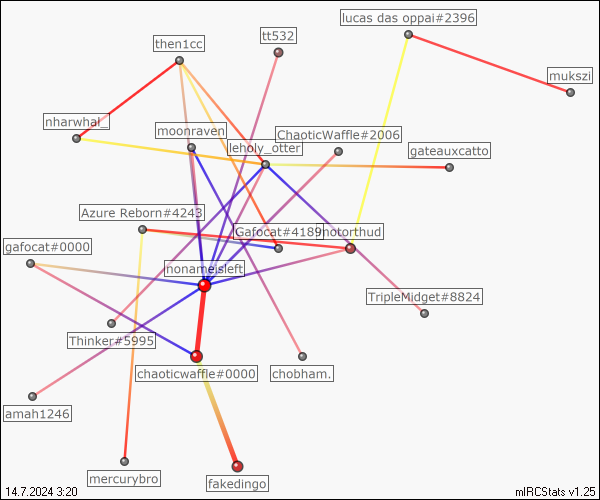 lucas das oppai#2396
tt532
then1cc
mukszi
nharwhal_
moonraven
ChaoticWaffle#2006
leholy_otter
gateauxcatto
Azure Reborn#4243
Gafocat#4189
notorthud
gafocat#0000
nonameisleft
TripleMidget#8824
Thinker#5995
chaoticwaffle#0000
chobham.
amah1246
mercurybro
fakedingo
14.7.2024 3:20
mIRCStats v1.25